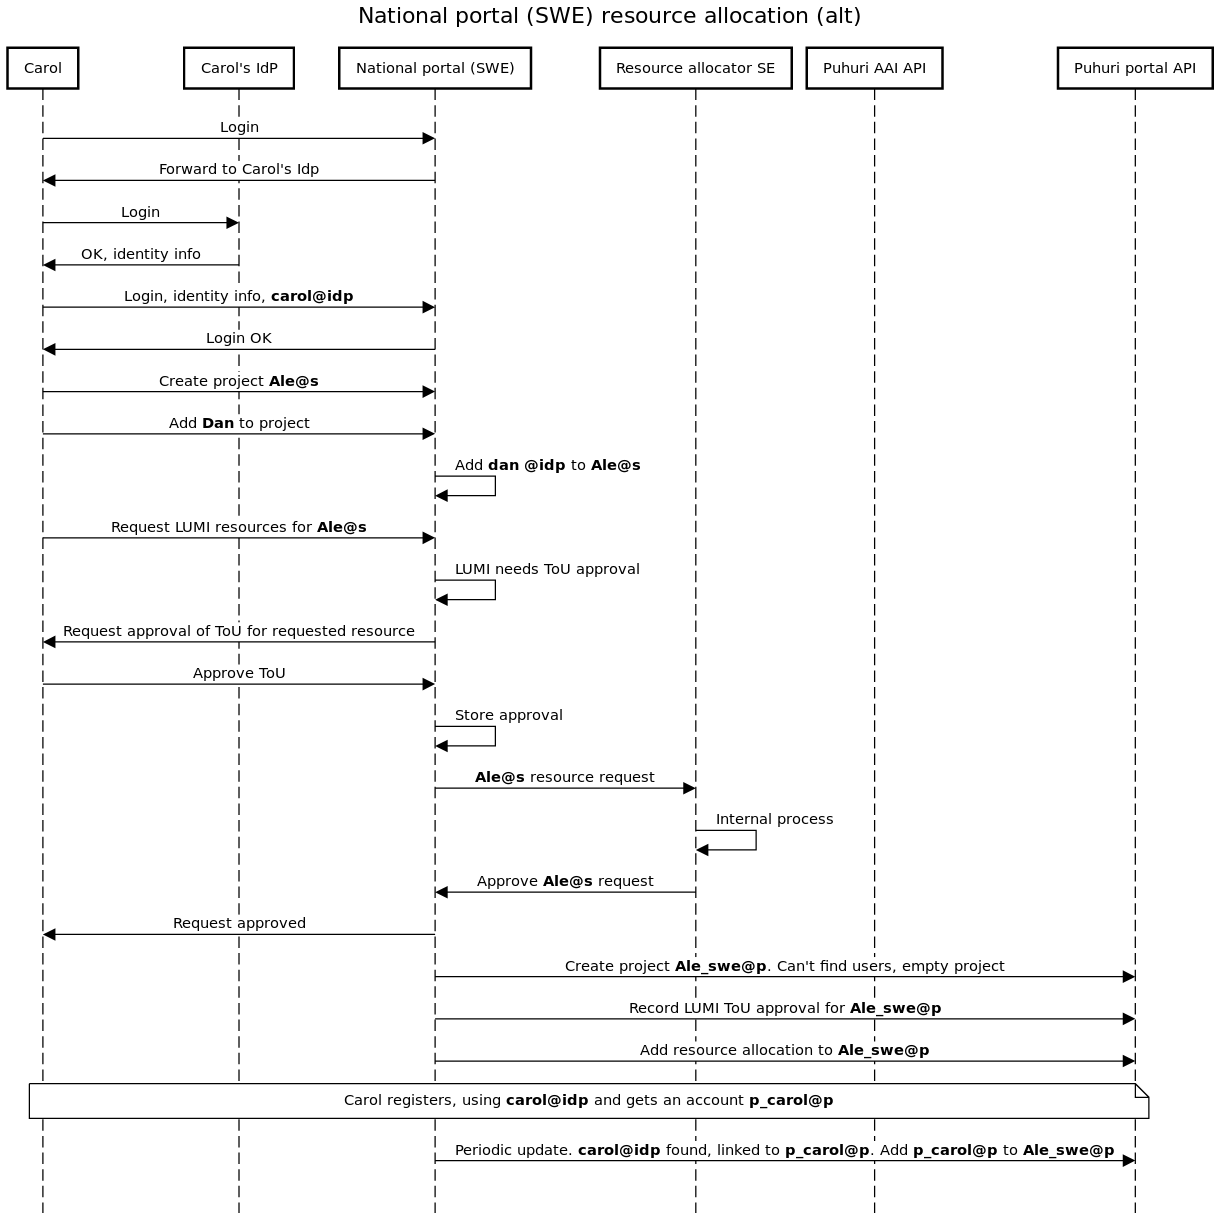 National portal (SWE) resource allocation (alt)
Carol
Carol's IdP
National portal (SWE)
Resource allocator SE
Puhuri AAI API
Puhuri portal API
Login
Forward to Carol's Idp
Login
OK, identity info
Login, identity info, carol@idp
Login OK
Create project Ale@s
Add Dan to project
Add dan @idp to Ale@s
Request LUMI resources for Ale@s
LUMI needs ToU approval
Request approval of ToU for requested resource
Approve ToU
Store approval
Ale@s resource request
Internal process
Approve Ale@s request
Request approved
Create project Ale_swe@p. Can't find users, empty project
Record LUMI ToU approval for Ale_swe@p
Add resource allocation to Ale_swe@p
Carol registers, using carol@idp and gets an account p_carol@p
Periodic update. carol@idp found, linked to p_carol@p. Add p_carol@p to Ale_swe@p